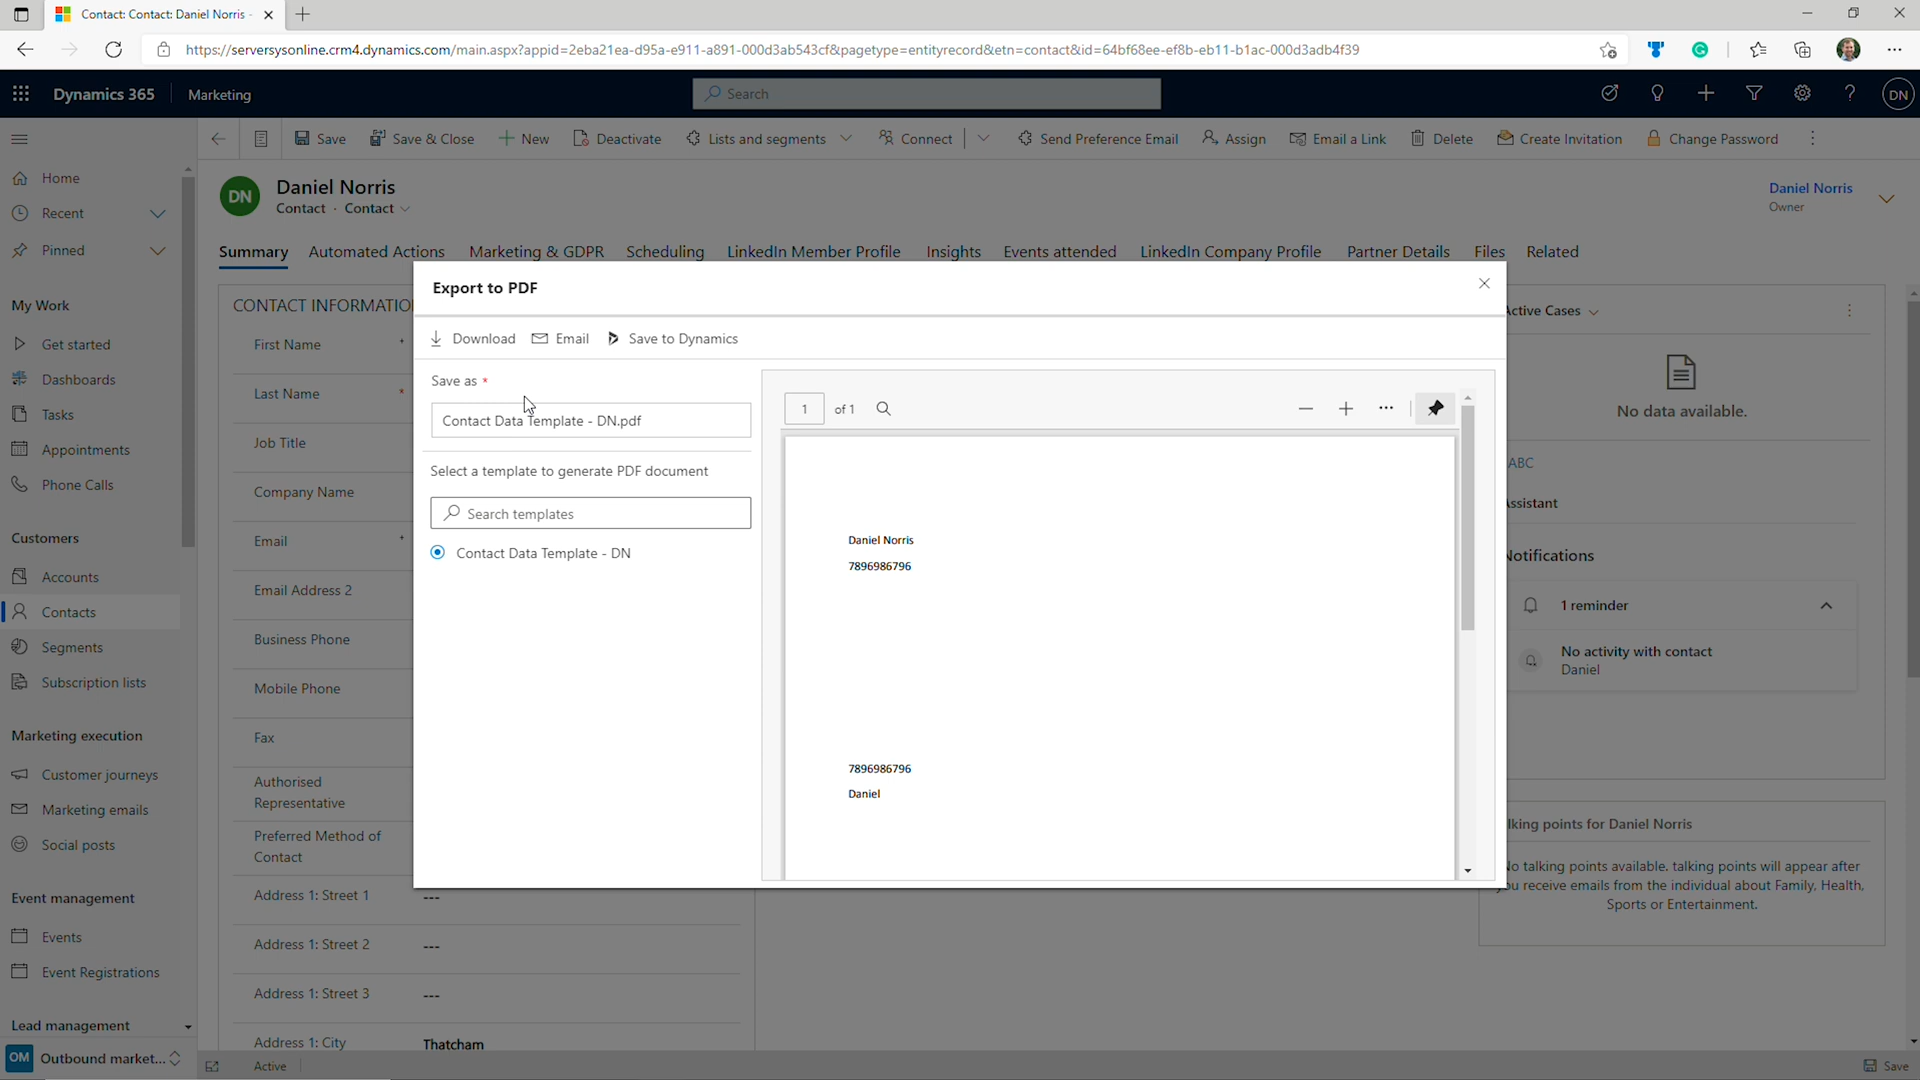 Contact: Contact: Daniel Norris
https://serversysonline.crm4.dynamics.com/main.aspx?appid=2eba21ea-d95a-e911-a891-000d3ab543cf&pagetype=entityrecord&etn=contact&id=64bf68ee-ef8b-eb11-b1ac-000d3adb4f39
Dynamics 365
Marketing
Search
DN
Save
Save & Close
New
Deactivate
Lists and segments
Connect
Send Preference Email
Assign
Email a Link
Delete
Create Invitation
Change Password
Home
Recent
Pinned
My Work
Get started
Dashboards
Tasks
Appointments
Phone Calls
Customers
Accounts
Contacts
Segments
Subscription lists
Marketing execution
Customer journeys
Marketing emails
Social posts
Event management
Events
Event Registrations
Lead management
OM Outbound market...
DN
Daniel Norris
Contact · Contact
Daniel Norris
Owner
Summary
Automated Actions
Marketing & GDPR
Scheduling
LinkedIn Member Profile
Insights
Events attended
LinkedIn Company Profile
Partner Details
Files
Related
CONTACT INFORMATIO
First Name *
Last Name *
Job Title
Company Name
Email *
Email Address 2
Business Phone
Mobile Phone
Fax
Authorised
Representative
Preferred Method of
Contact
Address 1: Street 1 ---
Address 1: Street 2 ---
Address 1: Street 3 ---
Address 1: City Thatcham
Export to PDF
Download
Email
Save to Dynamics
Save as *
Contact Data Template - DN.pdf
Select a template to generate PDF document
Search templates
Contact Data Template - DN
1 of 1
Daniel Norris
7896986796
7896986796
Daniel
Active Cases
No data available.
ABC
ssistant
Notifications
1 reminder
No activity with contact
Daniel
lking points for Daniel Norris
No talking points available. talking points will appear after
you receive emails from the individual about Family, Health,
Sports or Entertainment.
Active
Save